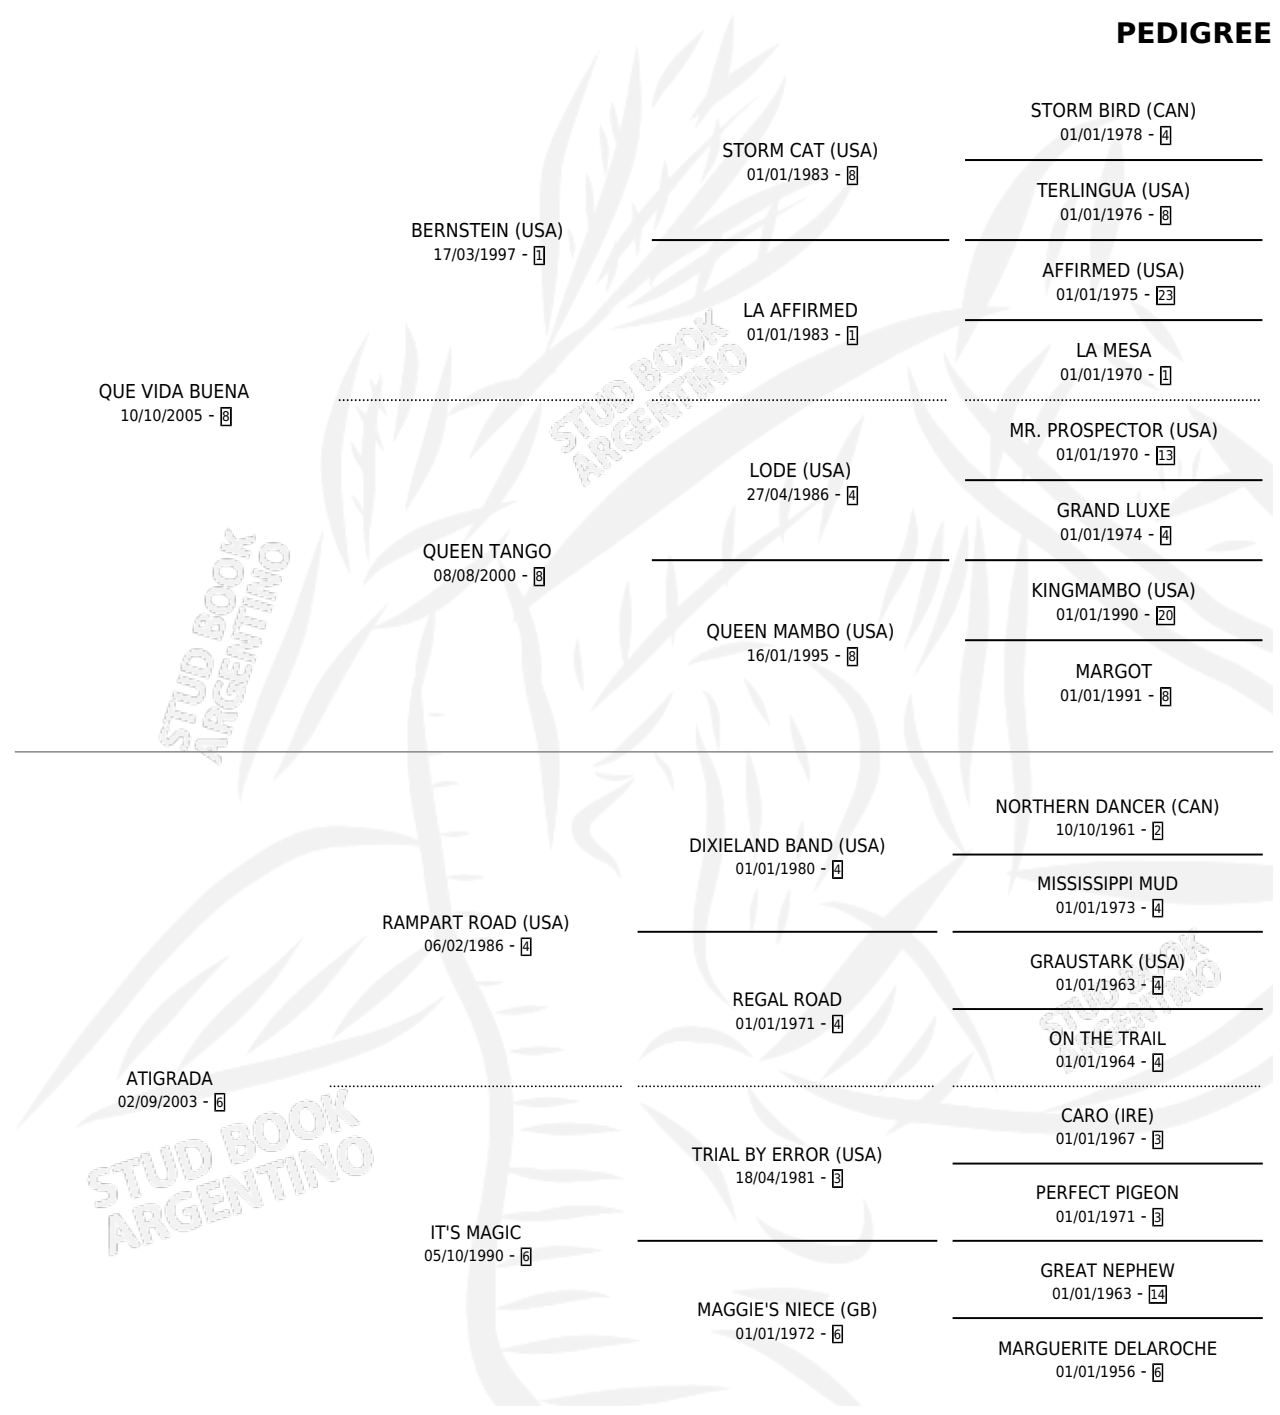 PEDIGREE
STORM BIRD (CAN)
01/01/1978 - 4
STORM CAT (USA)
01/01/1983 - 8
TERLINGUA (USA)
01/01/1976 - 8
BERNSTEIN (USA)
17/03/1997 - 1
AFFIRMED (USA)
01/01/1975 - 23
LA AFFIRMED
01/01/1983 - 1
LA MESA
01/01/1970 - 1
QUE VIDA BUENA
10/10/2005 - 8
MR. PROSPECTOR (USA)
01/01/1970 - 13
LODE (USA)
27/04/1986 - 4
GRAND LUXE
01/01/1974 - 4
QUEEN TANGO
08/08/2000 - 8
KINGMAMBO (USA)
01/01/1990 - 20
QUEEN MAMBO (USA)
16/01/1995 - 8
MARGOT
01/01/1991 - 8
NORTHERN DANCER (CAN)
10/10/1961 - 2
DIXIELAND BAND (USA)
01/01/1980 - 4
MISSISSIPPI MUD
01/01/1973 - 4
RAMPART ROAD (USA)
06/02/1986 - 4
GRAUSTARK (USA)
01/01/1963 - 4
REGAL ROAD
01/01/1971 - 4
ON THE TRAIL
01/01/1964 - 4
ATIGRADA
02/09/2003 - 6
CARO (IRE)
01/01/1967 - 3
TRIAL BY ERROR (USA)
18/04/1981 - 3
PERFECT PIGEON
01/01/1971 - 3
IT'S MAGIC
05/10/1990 - 6
GREAT NEPHEW
01/01/1963 - 14
MAGGIE'S NIECE (GB)
01/01/1972 - 6
MARGUERITE DELAROCHE
01/01/1956 - 6
STUD BOOK
ARGENTINO
STUD BOOK
ARGENTINO
STUD BOOK
ARGENTINO
STUD BOOK
ARGENTINO